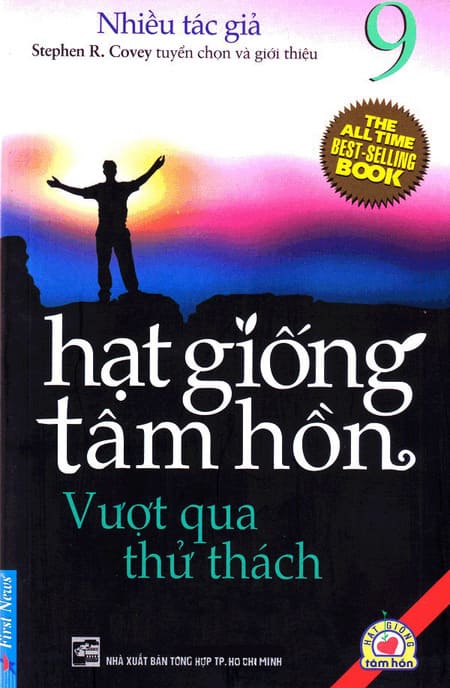 Nhiều tác giả
Stephen R. Covey tuyển chọn và giới thiệu
9
THE
ALL TIME
BEST-SELLING
BOOK
hạt giống
tâm hồn
Vượt qua
thử thách
First News
NHÀ XUẤT BẢN TỔNG HỢP TP. HỒ CHÍ MINH
HẠT GIỐNG
tâm hồn